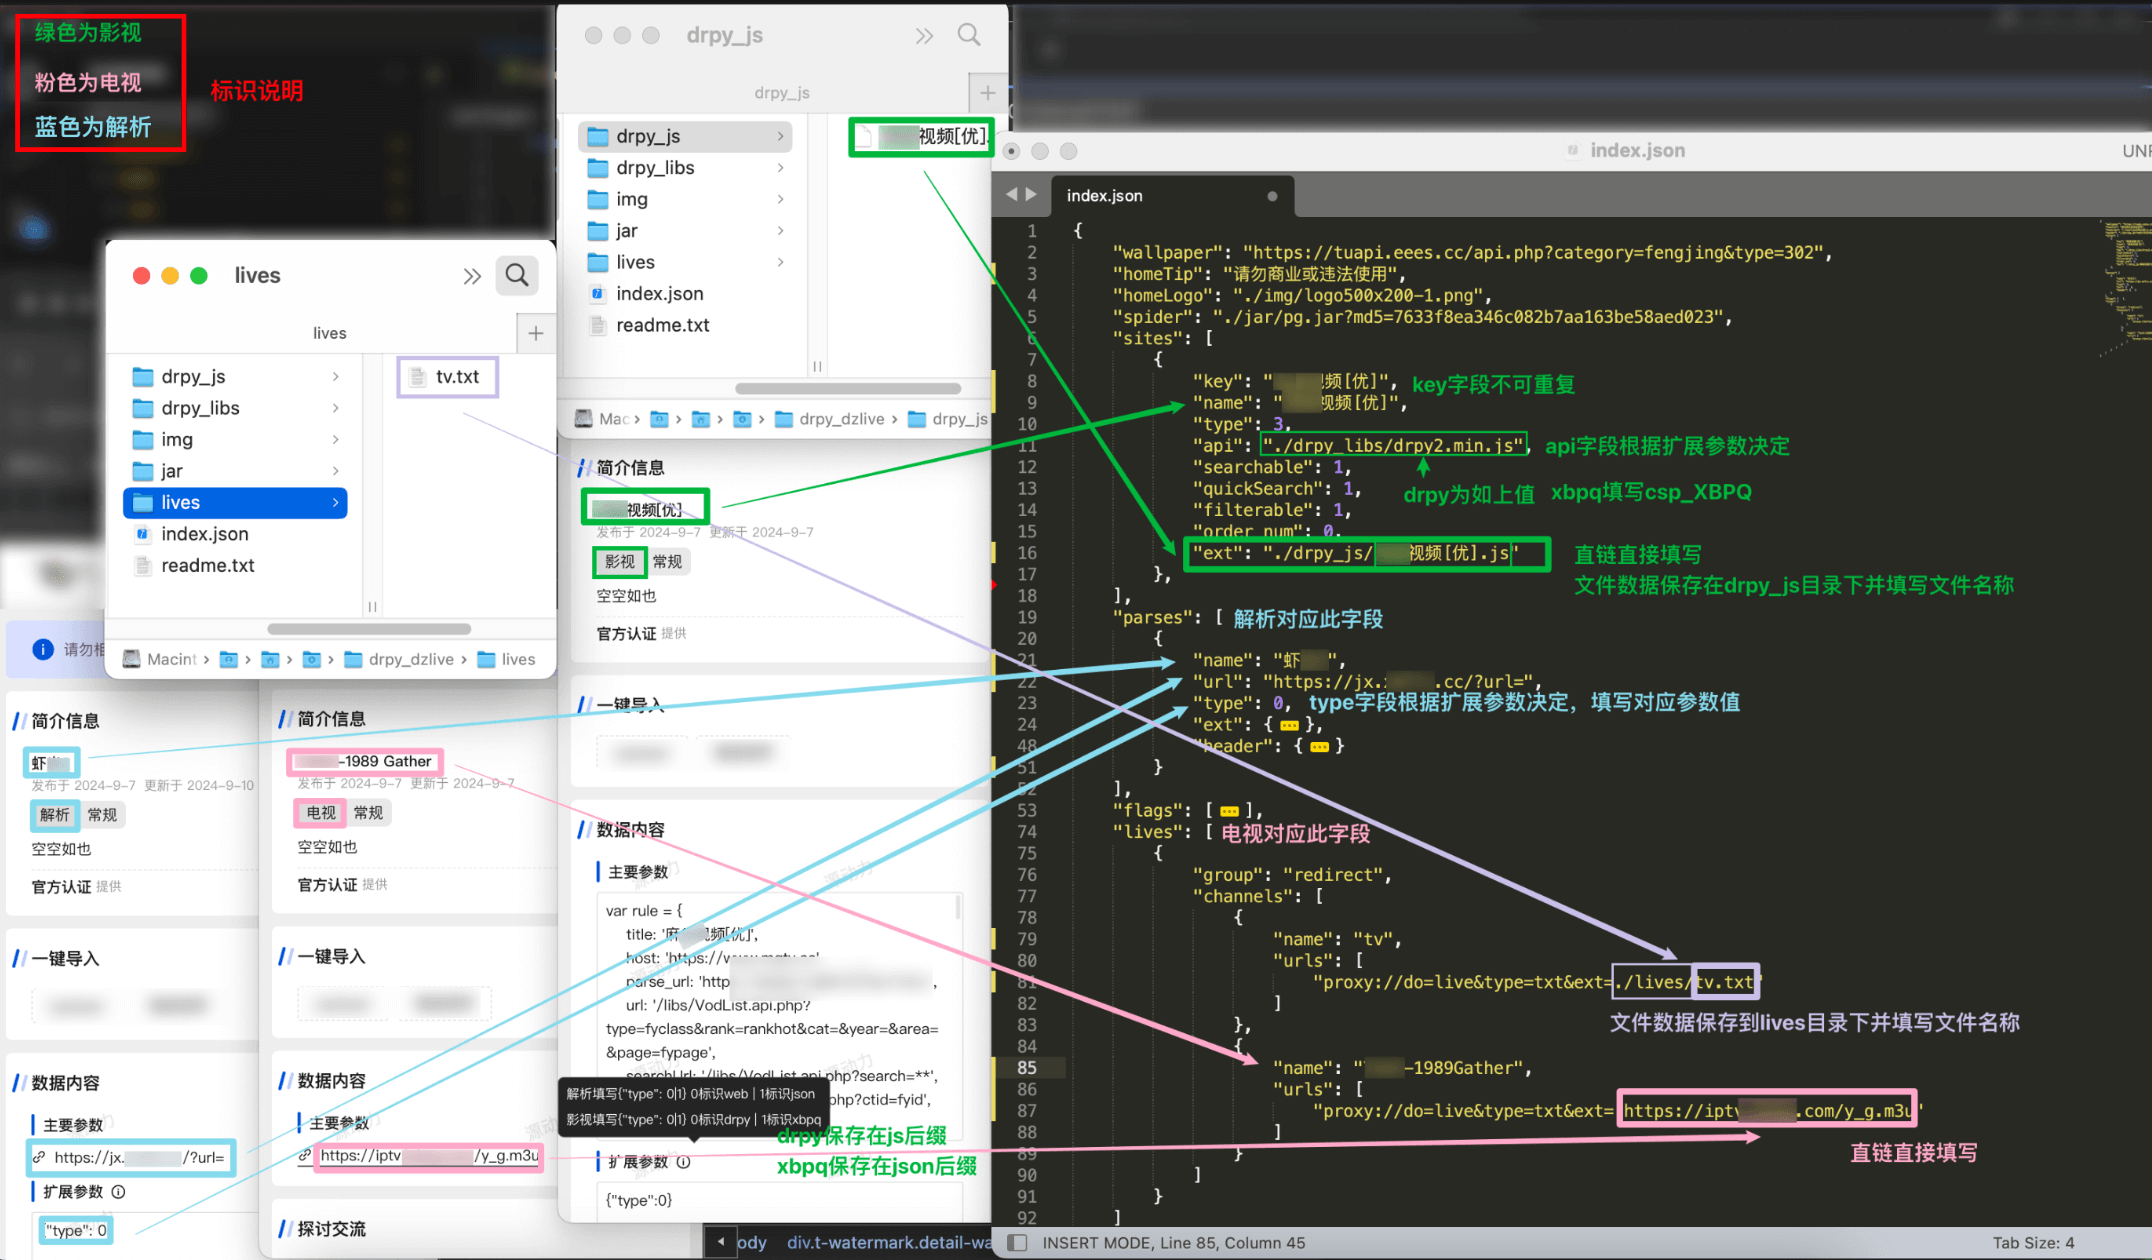 绿色为影视
粉色为电视
蓝色为解析
标识说明
drpy_js
drpy_js
drpy_js
drpy_libs
img
jar
lives
index.json
readme.txt
视频[优].
Mac
drpy_dzlive
drpy_js
lives
lives
drpy_js
drpy_libs
img
jar
lives
index.json
readme.txt
tv.txt
Macint
drpy_dzlive
lives
请勿相
简介信息
虾
发布于 2024-9-7 更新于 2024-9-10
解析 常规
空空如也
官方认证 提供
一键导入
数据内容
主要参数
https://jx. /?url=
扩展参数
"type": 0
简介信息
-1989 Gather
发布于 2024-9-7 更新于 2024-9-7
电视 常规
空空如也
官方认证 提供
一键导入
数据内容
主要参数
https://iptv /y_g.m3u
探讨交流
简介信息
视频[优]
发布于 2024-9-7 更新于 2024-9-7
影视 常规
空空如也
官方认证 提供
一键导入
数据内容
主要参数
源动力
源动力
var rule = {
title: '麻 视频[优]',
host: 'https://www.mgtv.co'
parse_url: 'http ,
url: '/libs/VodList.api.php?
type=fyclass&rank=rankhot&cat=&year=&area=
&page=fypage',
searchUrl: '/libs/VodList.api.php?search=**',
php?ctid=fyid',
解析填写{"type": 0|1} 0标识web | 1标识json
影视填写{"type": 0|1} 0标识drpy | 1标识xbpq
drpy保存在js后缀
xbpq保存在json后缀
扩展参数
{"type":0}
ody div.t-watermark.detail-wa
index.json
UNR
index.json
1 {
2 "wallpaper": "https://tuapi.eees.cc/api.php?category=fengjing&type=302",
3 "homeTip": "请勿商业或违法使用",
4 "homeLogo": "./img/logo500x200-1.png",
5 "spider": "./jar/pg.jar?md5=7633f8ea346c082b7aa163be58aed023",
6 "sites": [
7 {
8 "key": " 视频[优]", key字段不可重复
9 "name": " 视频[优]",
10 "type": 3,
11 "api": "./drpy_libs/drpy2.min.js", api字段根据扩展参数决定
12 "searchable": 1,
13 "quickSearch": 1, drpy为如上值 xbpq填写csp_XBPQ
14 "filterable": 1,
15 "order_num": 0,
16 "ext": "./drpy_js/ 视频[优].js" 直链直接填写
17 }, 文件数据保存在drpy_js目录下并填写文件名称
18 ],
19 "parses": [ 解析对应此字段
20 {
21 "name": "虾 ",
22 "url": "https://jx. .cc/?url=",
23 "type": 0, type字段根据扩展参数决定，填写对应参数值
24 "ext": { },
48 "header": { }
51 }
52 ],
53 "flags": [ ],
74 "lives": [ 电视对应此字段
75 {
76 "group": "redirect",
77 "channels": [
78 {
79 "name": "tv",
80 "urls": [
81 "proxy://do=live&type=txt&ext=./lives/tv.txt"
82 ]
83 }, 文件数据保存到lives目录下并填写文件名称
84 {
85 "name": " -1989Gather",
86 "urls": [
87 "proxy://do=live&type=txt&ext=https://iptv .com/y_g.m3u"
88 ]
89 } 直链直接填写
90 ]
91 }
92 ]
INSERT MODE, Line 85, Column 45
Tab Size: 4